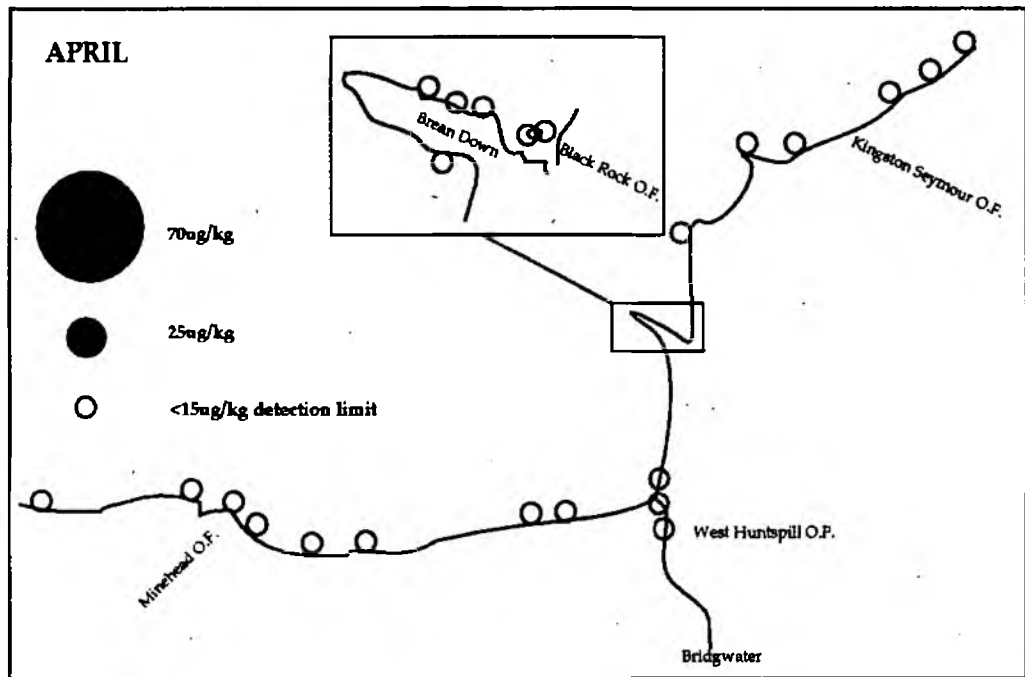 APRIL
Brean Down
Black Rock O.F.
Kingston Seymour O.F.
70ug/kg
25ug/kg
<15ug/kg detection limit
Minehead O.F.
West Huntspill O.F.
Bridgwater